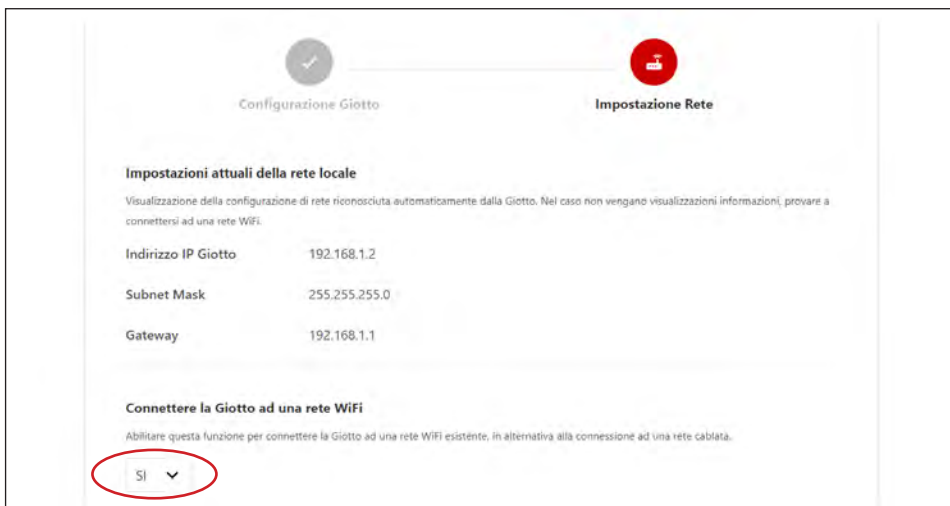 Configurazione Giotto
Impostazione Rete
Impostazioni attuali della rete locale
Visualizzazione della configurazione di rete riconosciuta automaticamente dalla Giotto. Nel caso non vengano visualizzazioni informazioni, provare a
connettersi ad una rete WiFi.
Indirizzo IP Giotto 192.168.1.2
Subnet Mask 255.255.255.0
Gateway 192.168.1.1
Connettere la Giotto ad una rete WiFi
Abilitare questa funzione per connettere la Giotto ad una rete WiFi esistente, in alternativa alla connessione ad una rete cablata.
SI